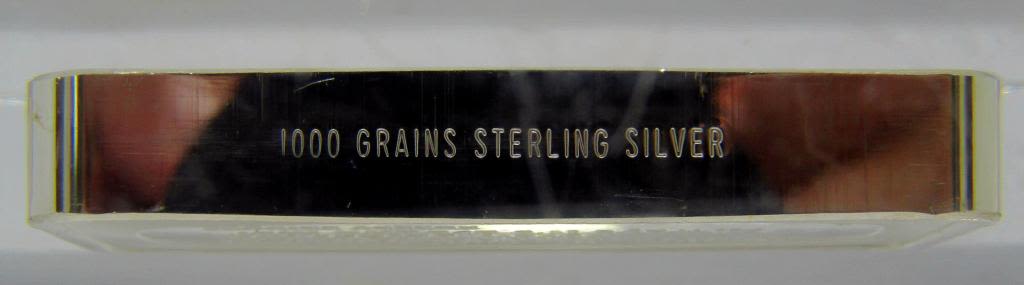 1000 GRAINS STERLING SILVER